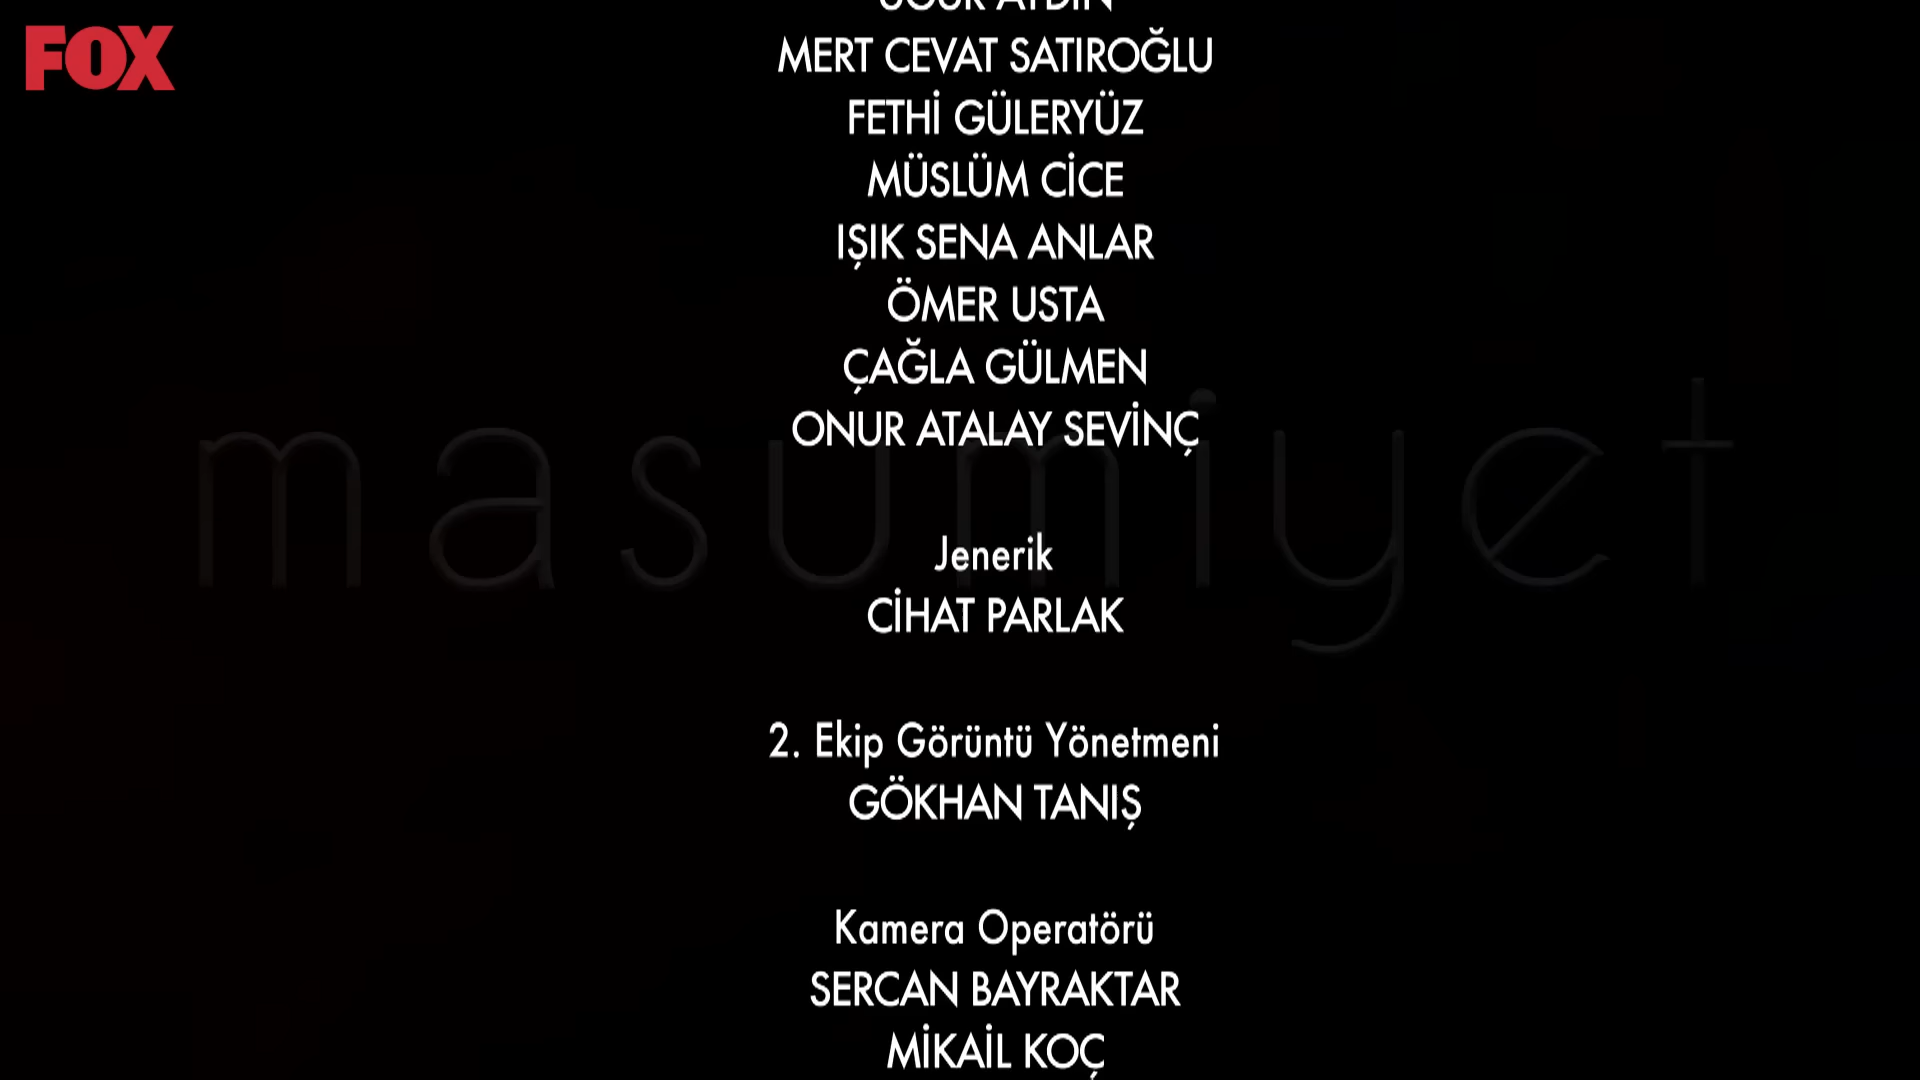 FOX
UĞUR AYDIN
MERT CEVAT SATIROĞLU
FETHİ GÜLERYÜZ
MÜSLÜM CİCE
IŞIK SENA ANLAR
ÖMER USTA
ÇAĞLA GÜLMEN
ONUR ATALAY SEVİNÇ
masumiyet
Jenerik
CİHAT PARLAK
2. Ekip Görüntü Yönetmeni
GÖKHAN TANIŞ
Kamera Operatörü
SERCAN BAYRAKTAR
MİKAİL KOÇ